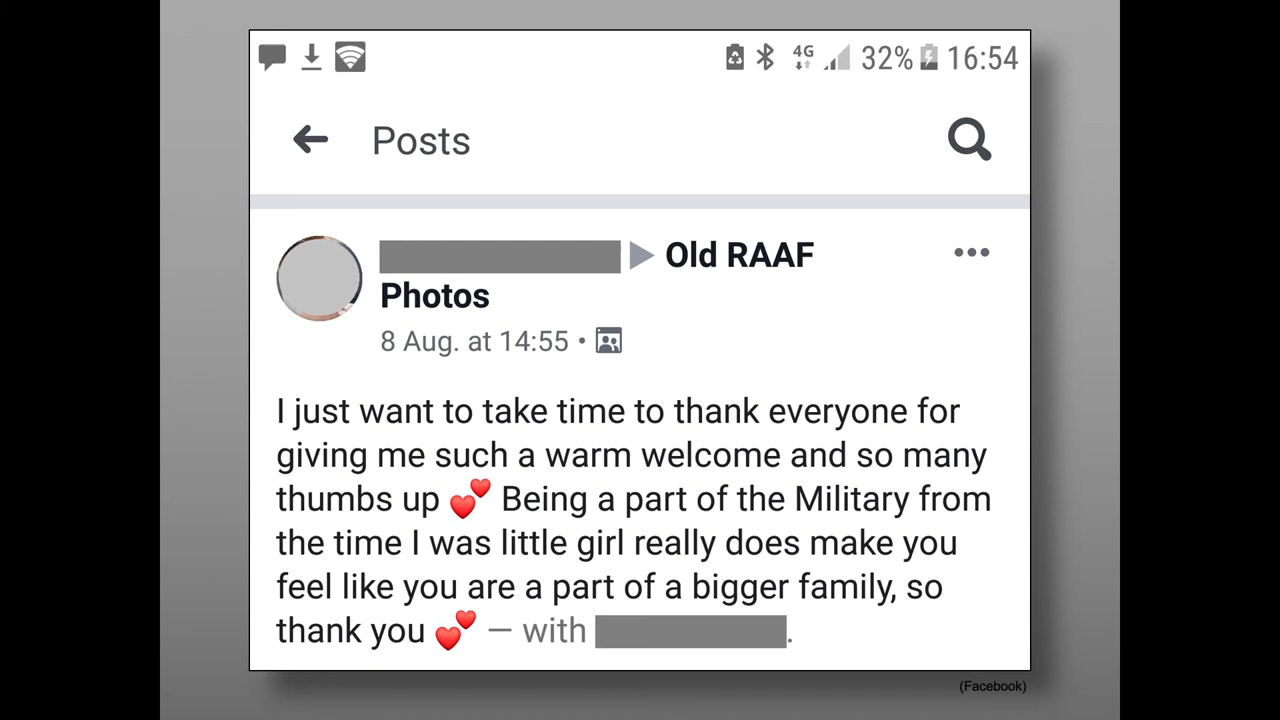 4G 32% 16:54
Posts
Old RAAF
Photos
8 Aug. at 14:55 •
I just want to take time to thank everyone for
giving me such a warm welcome and so many
thumbs up 💕 Being a part of the Military from
the time I was little girl really does make you
feel like you are a part of a bigger family, so
thank you 💕 — with .
(Facebook)